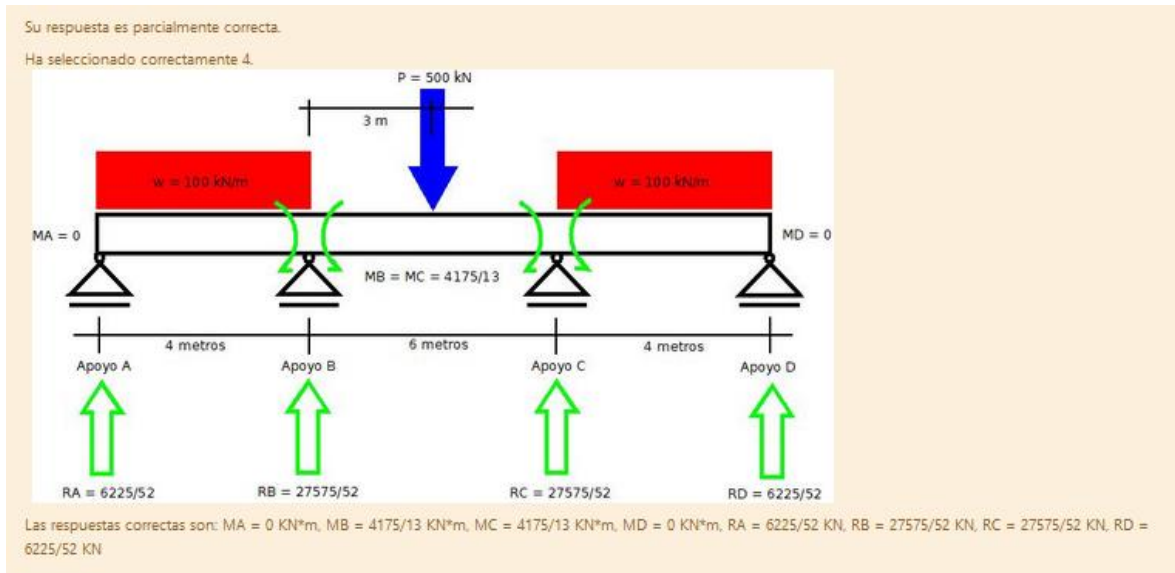 Su respuesta es parcialmente correcta.
Ha seleccionado correctamente 4.
P = 500 kN
3 m
w = 100 kN/m
w = 100 kN/m
MA = 0
MD = 0
MB = MC = 4175/13
4 metros
6 metros
4 metros
Apoyo A
Apoyo B
Apoyo C
Apoyo D
RA = 6225/52
RB = 27575/52
RC = 27575/52
RD = 6225/52
Las respuestas correctas son: MA = 0 KN*m, MB = 4175/13 KN*m, MC = 4175/13 KN*m, MD = 0 KN*m, RA = 6225/52 KN, RB = 27575/52 KN, RC = 27575/52 KN, RD =
6225/52 KN